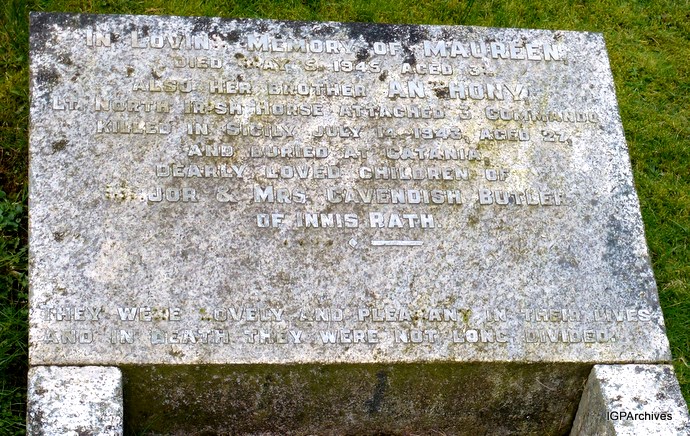 In Loving Memory of MAUREEN,
DIED MAY 5, 1945, AGED 3
ALSO HER BROTHER ANTHONY,
LT. NORTH IRISH HORSE ATTACHED 3 COMMANDO,
KILLED IN SICILY, JULY 14 1943, AGED 27,
AND BURIED AT CATANIA,
DEARLY LOVED CHILDREN OF
MAJOR & MRS. CAVENDISH BUTLER
OF INNIS RATH.
THEY WERE LOVELY AND PLEASANT IN THEIR LIVES
AND IN DEATH THEY WERE NOT LONG DIVIDED.
IGPArchives